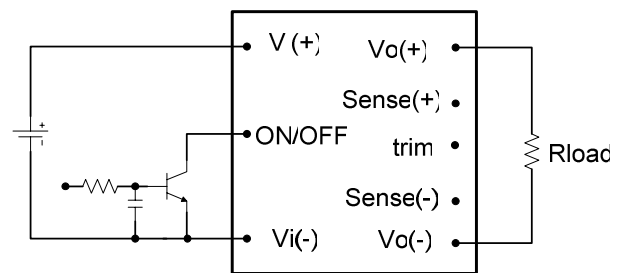 V (+)
Vo(+)
Sense(+)
ON/OFF
trim
Rload
Sense(-)
Vi(-)
Vo(-)
+
-